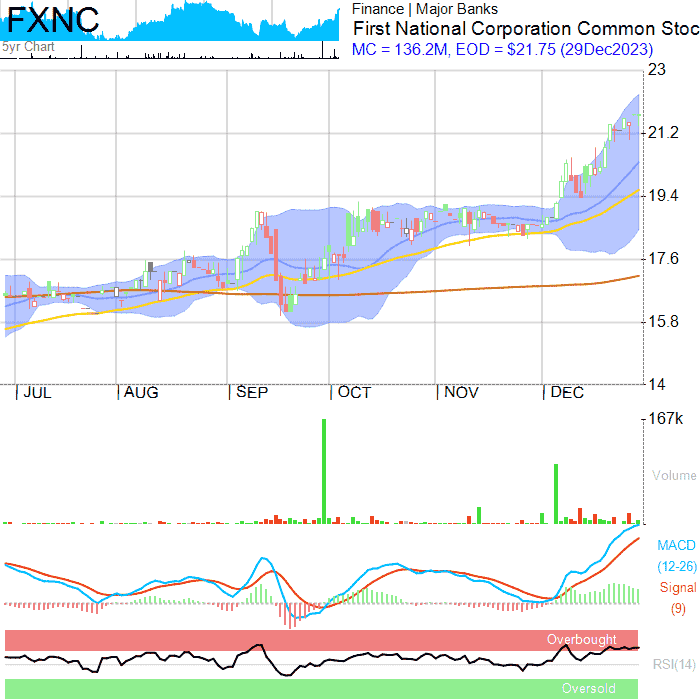 FXNC
5yr Chart
Finance | Major Banks
First National Corporation Common Stoc
MC = 136.2M, EOD = $21.75 (29Dec2023)
23
21.2
19.4
17.6
15.8
14
JUL AUG SEP OCT NOV DEC
167k
Volume
MACD
(12-26)
Signal
(9)
Overbought
RSI(14)
Oversold